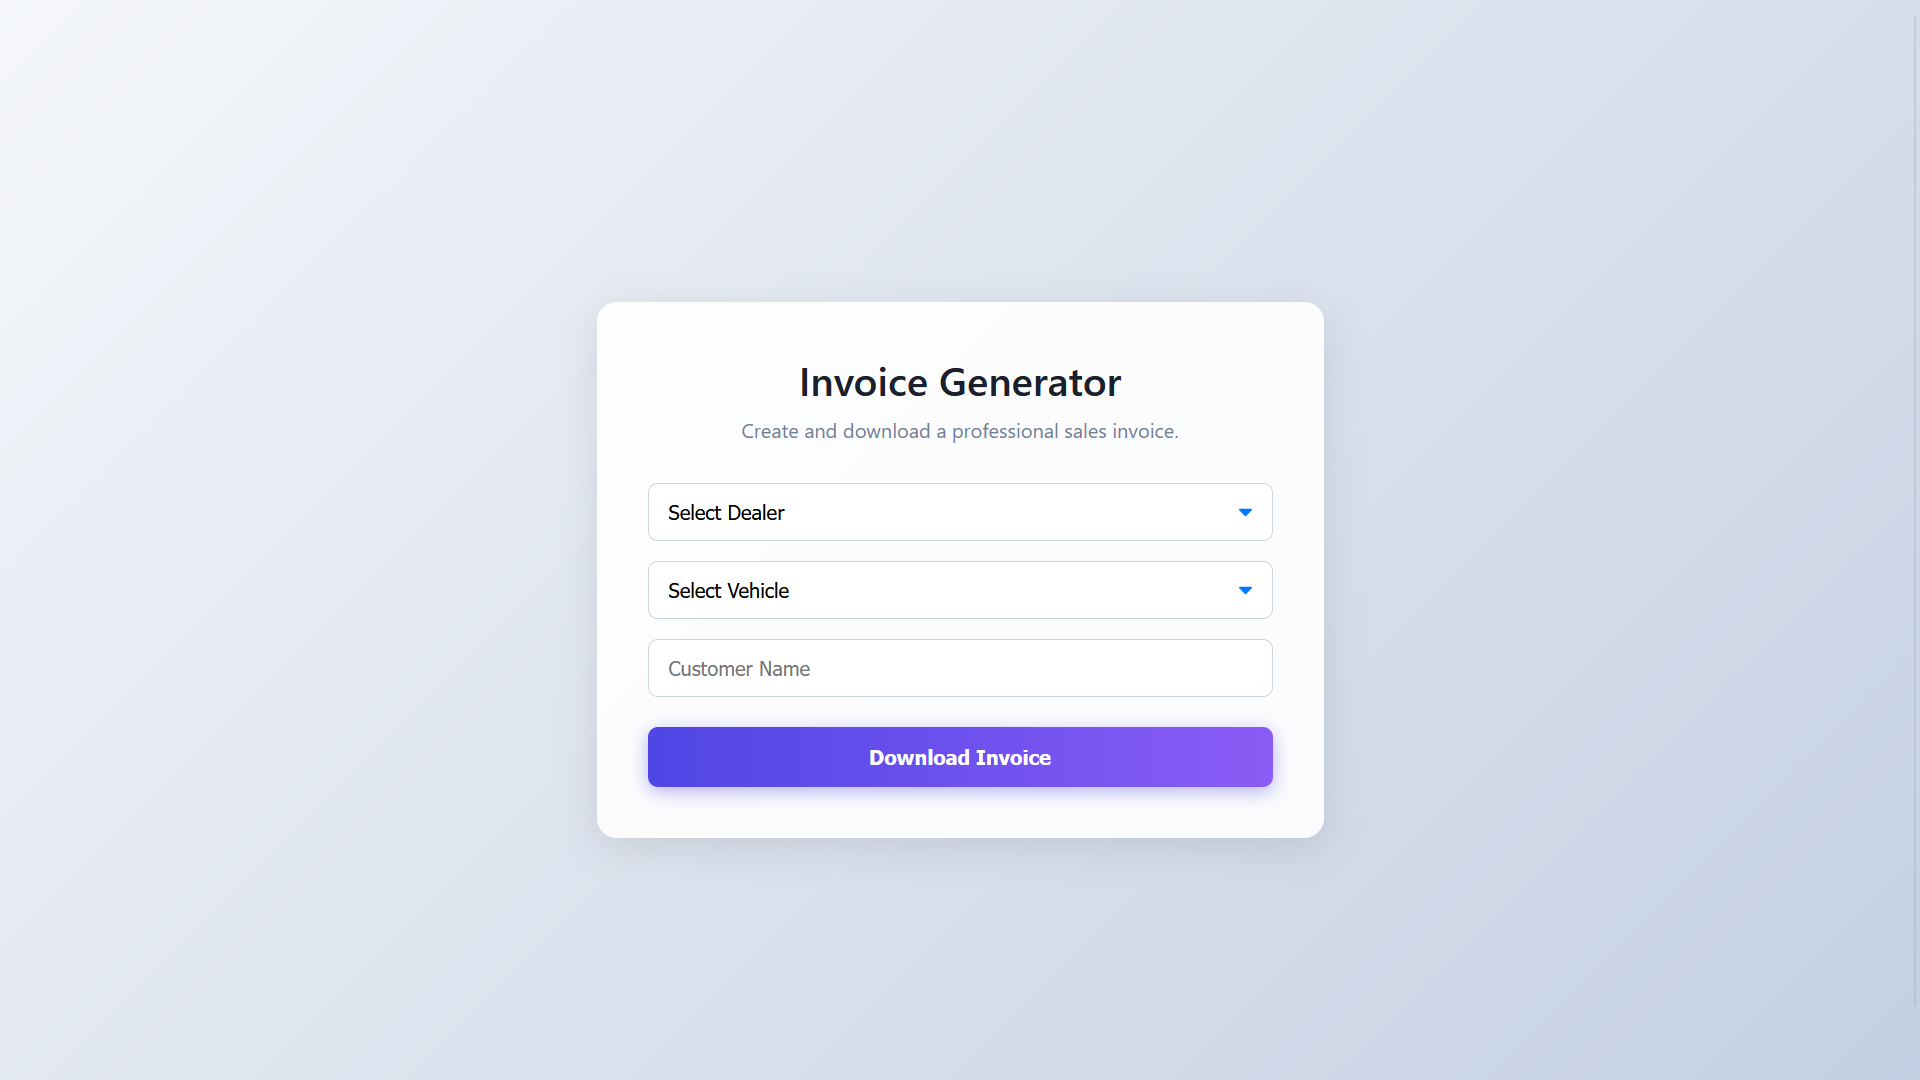 Invoice Generator
Create and download a professional sales invoice.
Select Dealer
Select Vehicle
Customer Name
Download Invoice